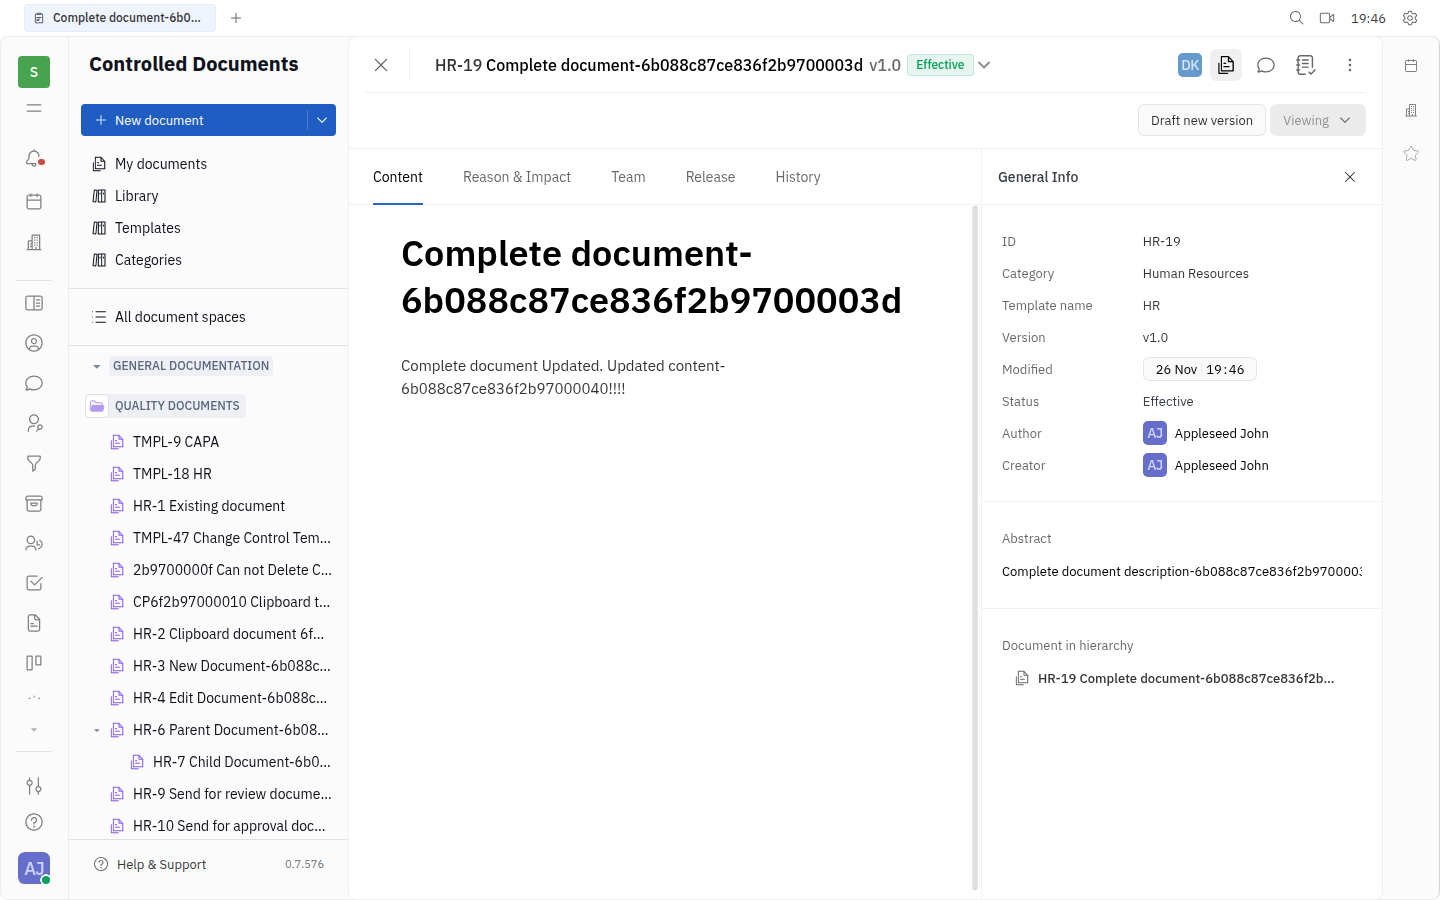 Complete document-6b0...
19:46
S
Controlled Documents
New document
My documents
Library
Templates
Categories
All document spaces
GENERAL DOCUMENTATION
QUALITY DOCUMENTS
TMPL-9 CAPA
TMPL-18 HR
HR-1 Existing document
TMPL-47 Change Control Tem...
2b9700000f Can not Delete C...
CP6f2b97000010 Clipboard t...
HR-2 Clipboard document 6f...
HR-3 New Document-6b088c...
HR-4 Edit Document-6b088c...
HR-6 Parent Document-6b08...
HR-7 Child Document-6b0...
HR-9 Send for review docume...
HR-10 Send for approval doc...
Help & Support 0.7.576
AJ
HR-19 Complete document-6b088c87ce836f2b9700003d v1.0 Effective
DK
Draft new version Viewing
Content Reason & Impact Team Release History
Complete document-
6b088c87ce836f2b9700003d
Complete document Updated. Updated content-
6b088c87ce836f2b97000040!!!!
General Info
ID HR-19
Category Human Resources
Template name HR
Version v1.0
Modified 26 Nov 19:46
Status Effective
Author AJ Appleseed John
Creator AJ Appleseed John
Abstract
Complete document description-6b088c87ce836f2b9700003
Document in hierarchy
HR-19 Complete document-6b088c87ce836f2b...